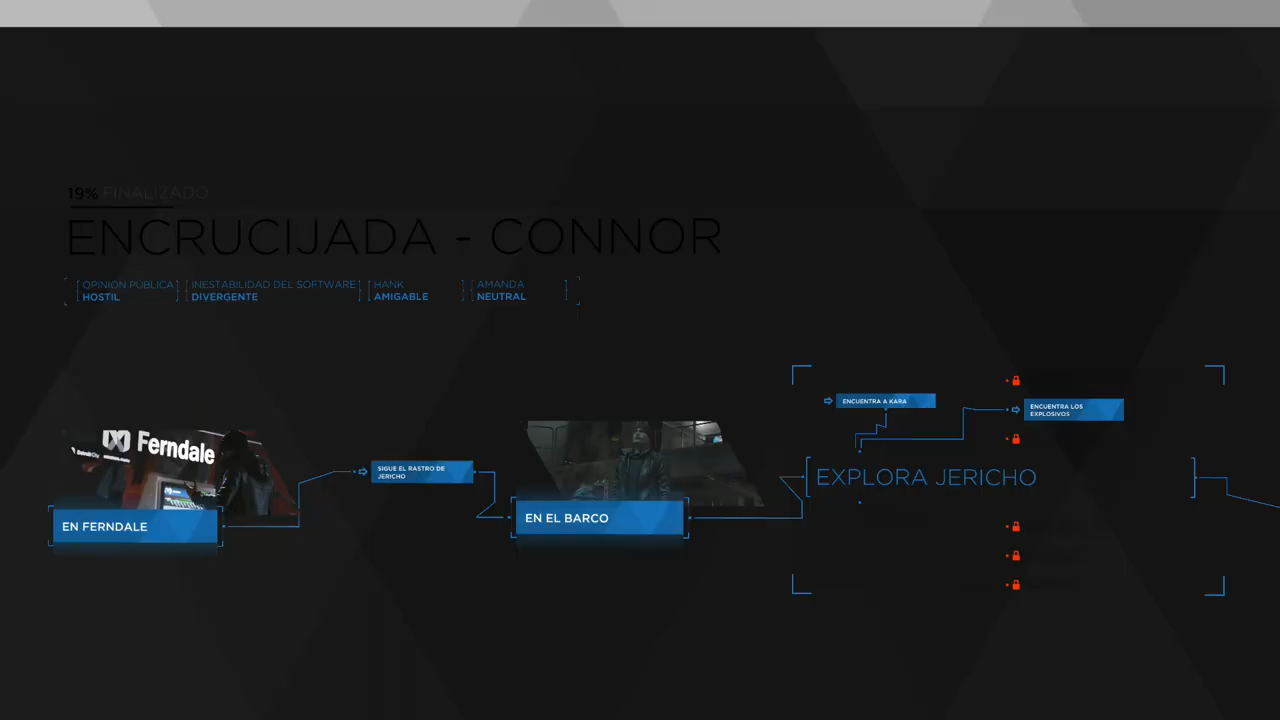 19% FINALIZADO
ENCRUCIJADA - CONNOR
OPINIÓN PÚBLICA
HOSTIL
INESTABILIDAD DEL SOFTWARE
DIVERGENTE
HANK
AMIGABLE
AMANDA
NEUTRAL
Ferndale
EN FERNDALE
SIGUE EL RASTRO DE
JERICHO
EN EL BARCO
ENCUENTRA A KARA
ENCUENTRA LOS
EXPLOSIVOS
EXPLORA JERICHO